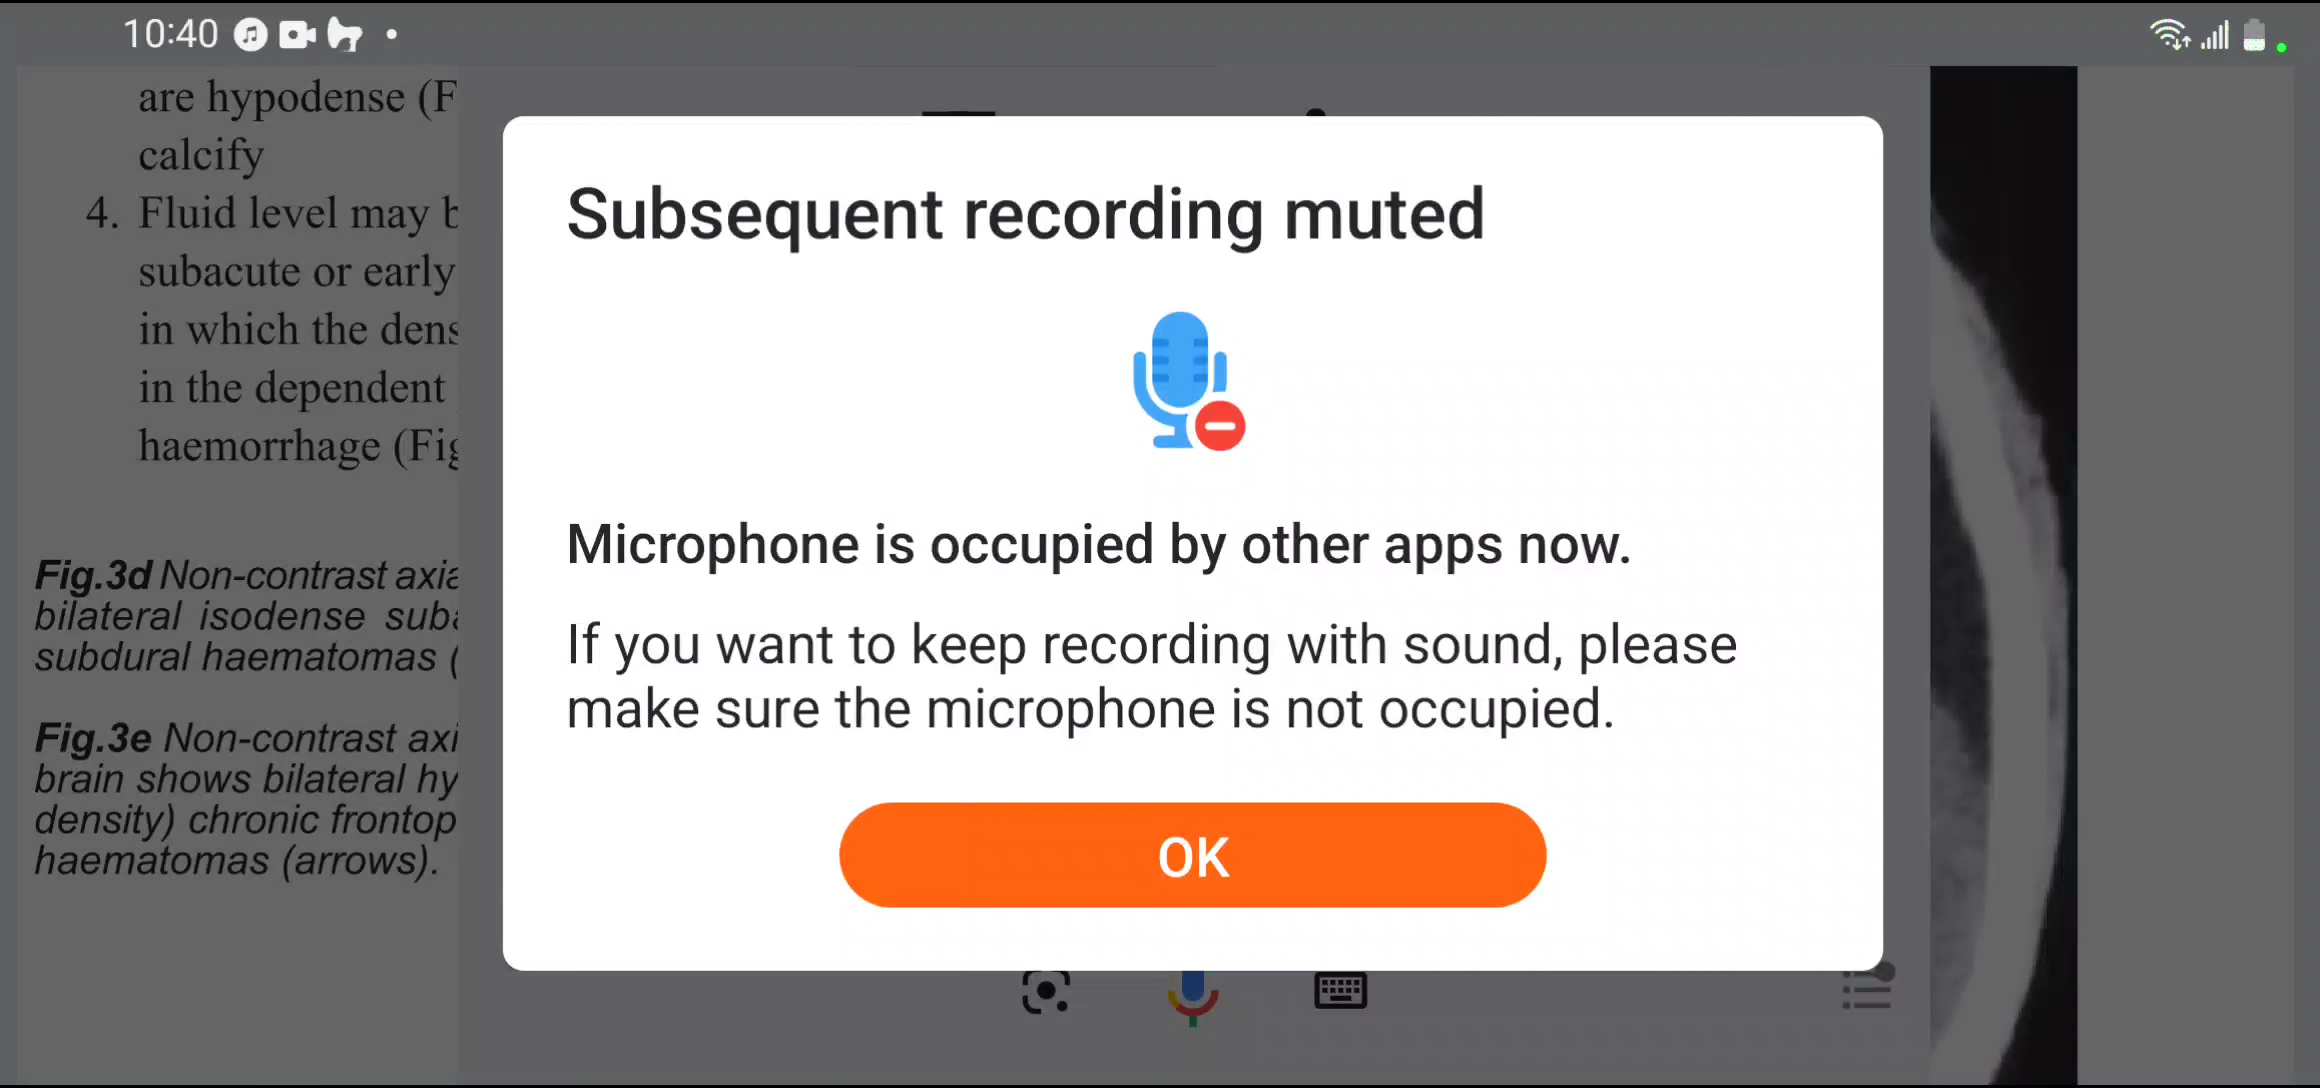 10:40
are hypodense (F
calcify
4. Fluid level may b
subacute or early
in which the dens
in the dependent
haemorrhage (Fig
Fig.3d Non-contrast axia
bilateral isodense suba
subdural haematomas (
Fig.3e Non-contrast axi
brain shows bilateral hy
density) chronic frontop
haematomas (arrows).
Subsequent recording muted
Microphone is occupied by other apps now.
If you want to keep recording with sound, please
make sure the microphone is not occupied.
OK